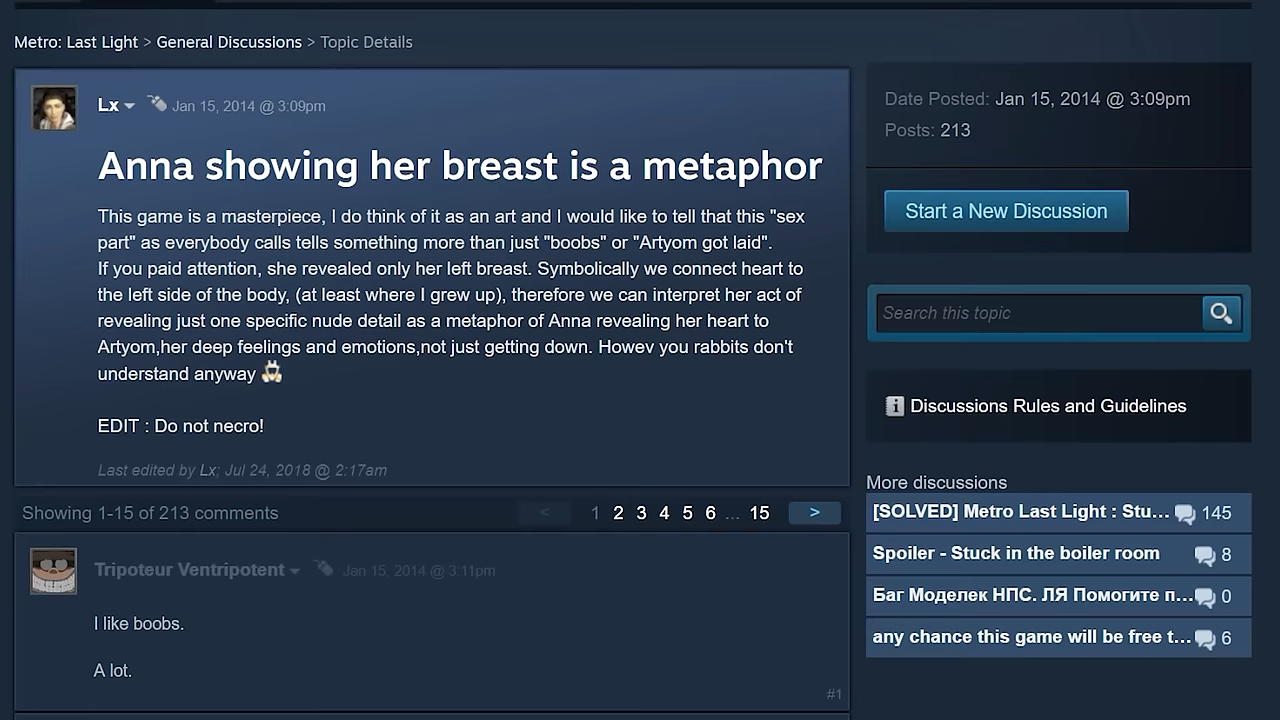 Metro: Last Light > General Discussions > Topic Details
Lx Jan 15, 2014 @ 3:09pm
Anna showing her breast is a metaphor
This game is a masterpiece, I do think of it as an art and I would like to tell that this "sex
part" as everybody calls tells something more than just "boobs" or "Artyom got laid".
If you paid attention, she revealed only her left breast. Symbolically we connect heart to
the left side of the body, (at least where I grew up), therefore we can interpret her act of
revealing just one specific nude detail as a metaphor of Anna revealing her heart to
Artyom,her deep feelings and emotions,not just getting down. Howev you rabbits don't
understand anyway
EDIT : Do not necro!
Last edited by Lx; Jul 24, 2018 @ 2:17am
Showing 1-15 of 213 comments
< 1 2 3 4 5 6 ... 15 >
Tripoteur Ventripotent Jan 15, 2014 @ 3:11pm
I like boobs.
A lot.
#1
Date Posted: Jan 15, 2014 @ 3:09pm
Posts: 213
Start a New Discussion
Search this topic
Discussions Rules and Guidelines
More discussions
[SOLVED] Metro Last Light : Stu... 145
Spoiler - Stuck in the boiler room 8
Баг Моделек НПС. ЛЯ Помогите п... 0
any chance this game will be free t... 6